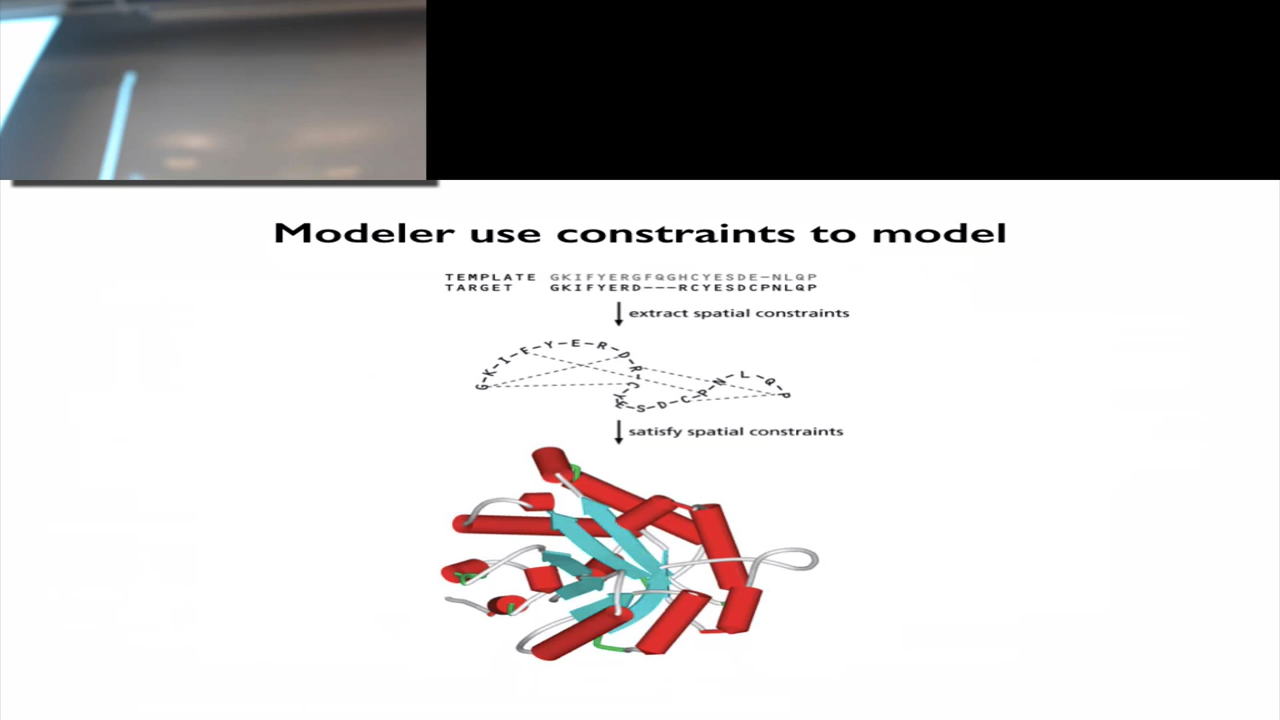 Modeler use constraints to model
TEMPLATE GKIFYERGFQGHCYESDE–NLQP
TARGET GKIFYERD–––RCYESDCPNLQP
extract spatial constraints
G–K–I–F–Y–E–R–D–R–C–Y–E–S–D–C–P–N–L–Q–P
satisfy spatial constraints